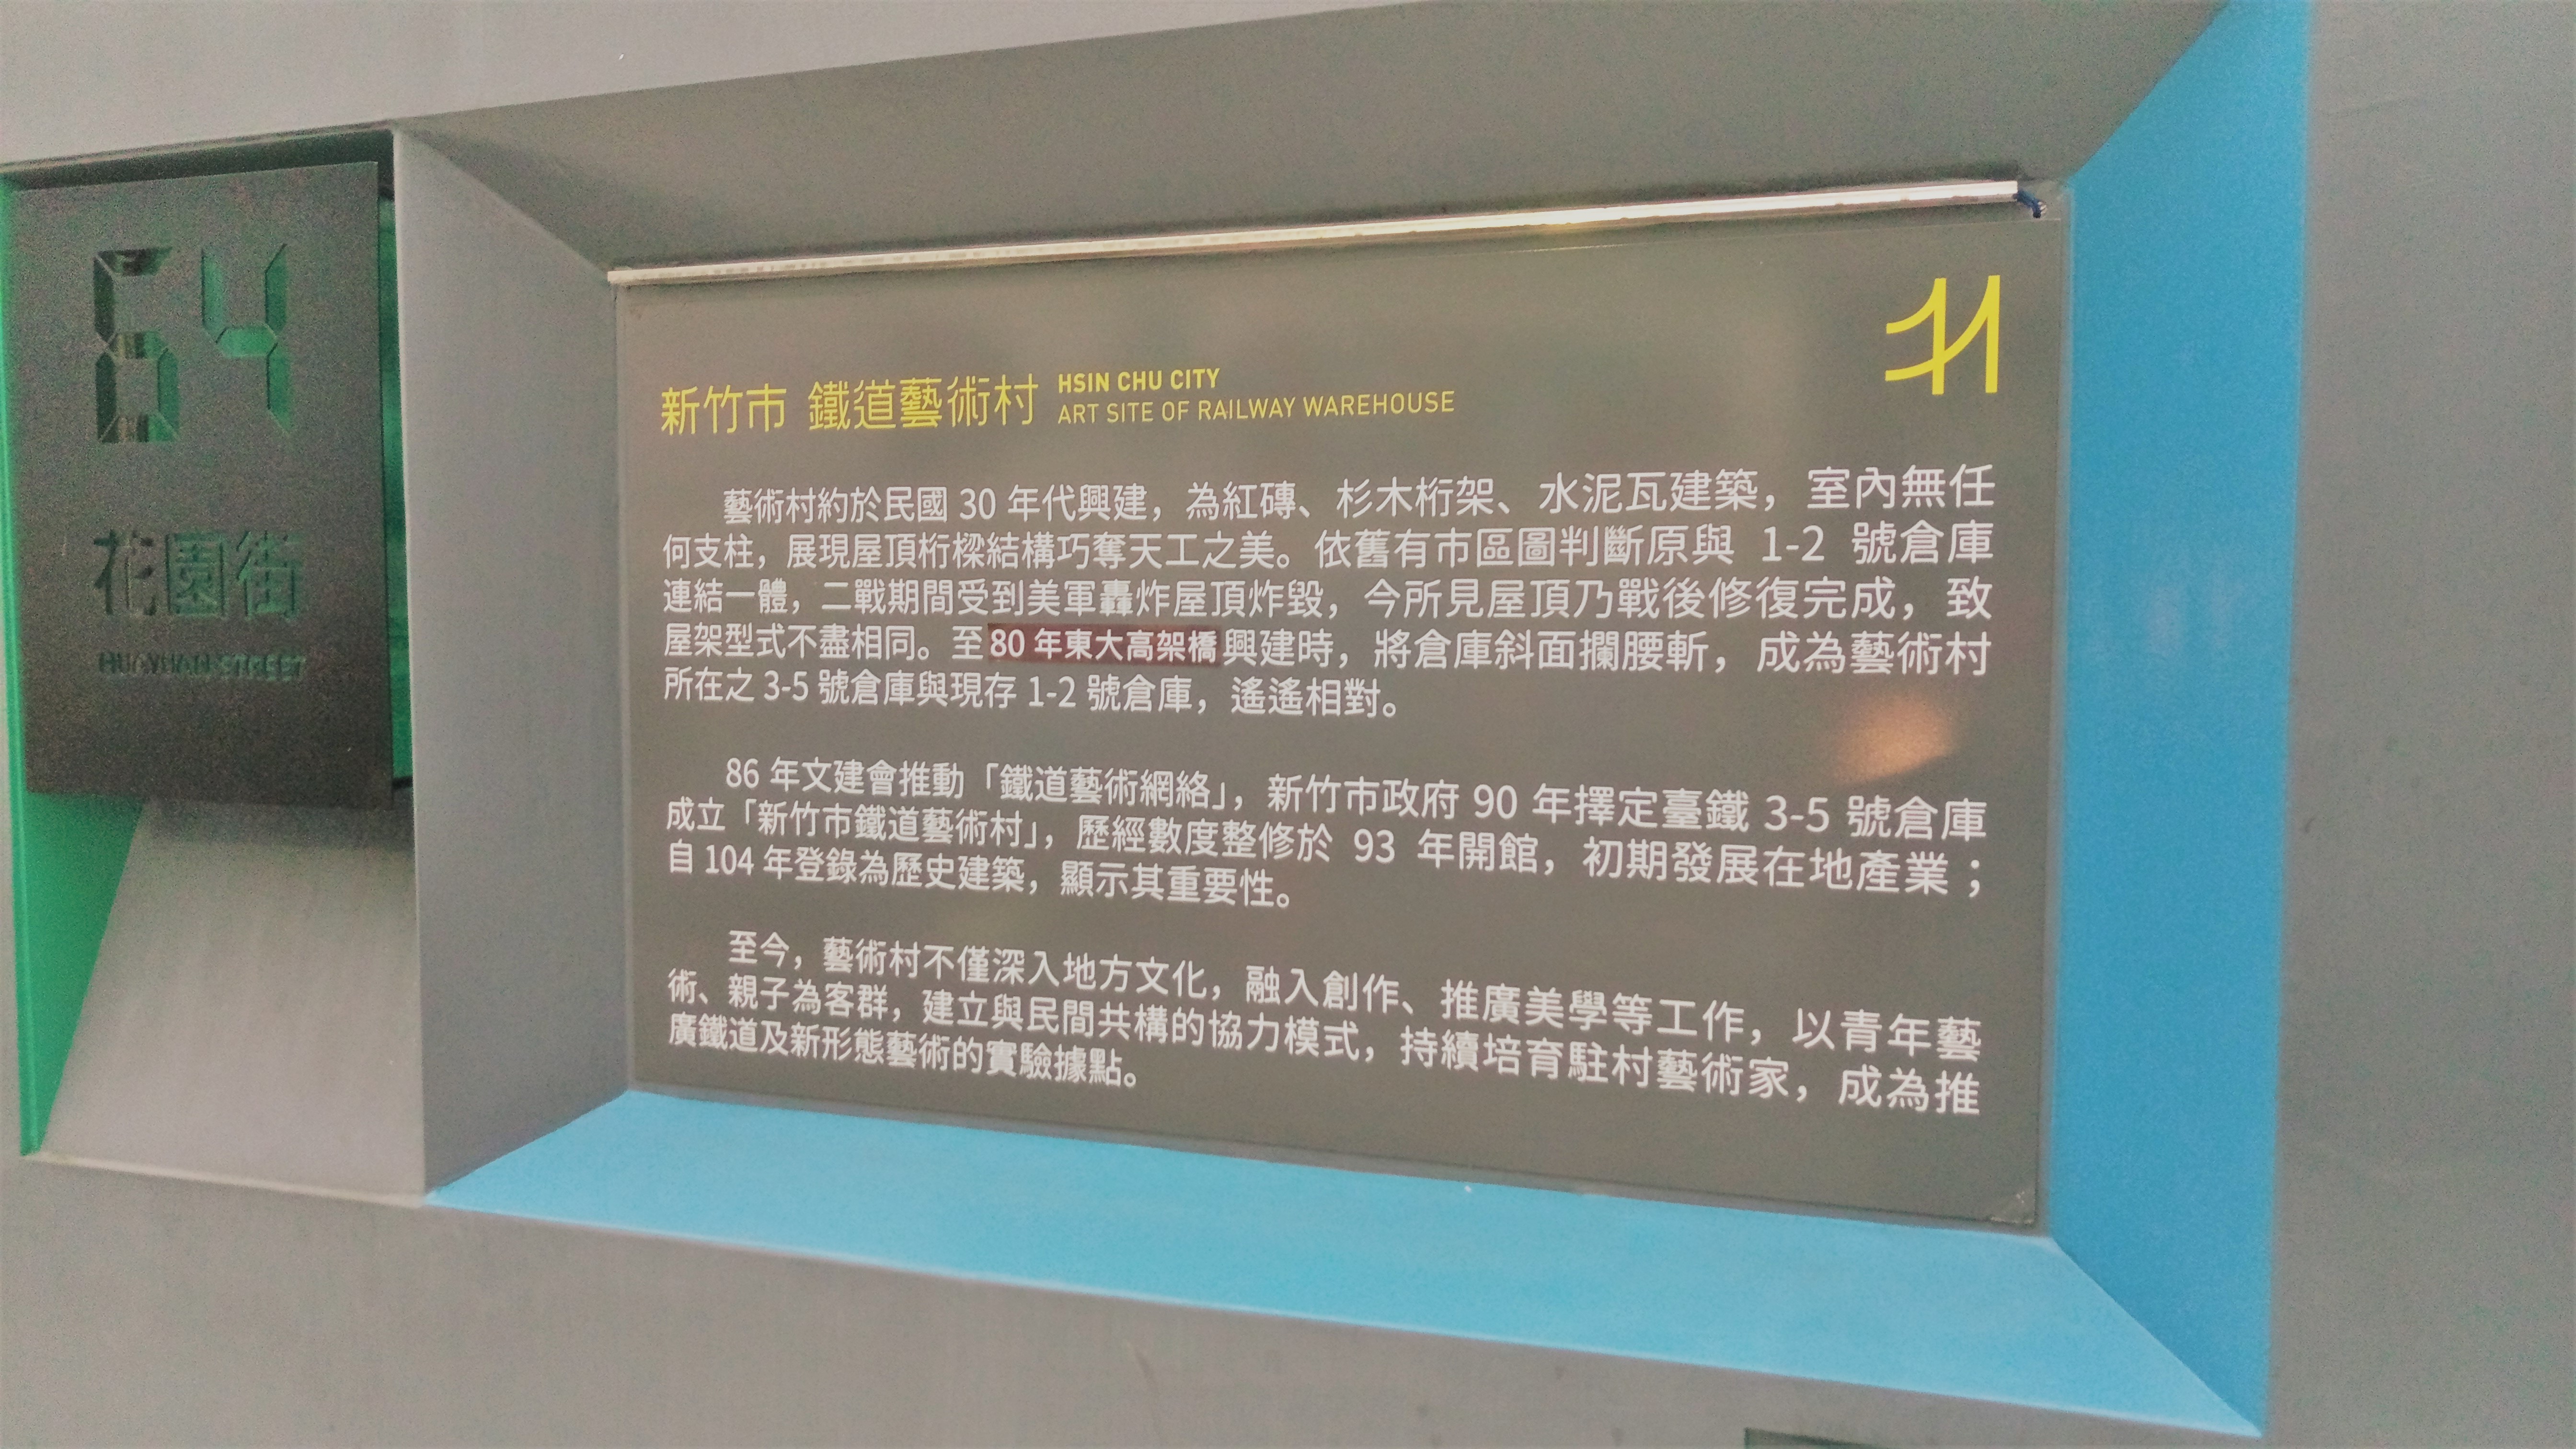 64
花園街
HUAYUAN STREET
新竹市 鐵道藝術村 HSIN CHU CITY
ART SITE OF RAILWAY WAREHOUSE
藝術村約於民國 30 年代興建，為紅磚、杉木桁架、水泥瓦建築，室內無任
何支柱，展現屋頂桁樑結構巧奪天工之美。依舊有市區圖判斷原與 1-2 號倉庫
連結一體，二戰期間受到美軍轟炸屋頂炸毀，今所見屋頂乃戰後修復完成，致
屋架型式不盡相同。至80 年東大高架橋興建時，將倉庫斜面攔腰斬，成為藝術村
所在之 3-5 號倉庫與現存 1-2 號倉庫，遙遙相對。
86 年文建會推動「鐵道藝術網絡」，新竹市政府 90 年擇定臺鐵 3-5 號倉庫
成立「新竹市鐵道藝術村」，歷經數度整修於 93 年開館，初期發展在地產業；
自 104 年登錄為歷史建築，顯示其重要性。
至今，藝術村不僅深入地方文化，融入創作、推廣美學等工作，以青年藝
術、親子為客群，建立與民間共構的協力模式，持續培育駐村藝術家，成為推
廣鐵道及新形態藝術的實驗據點。